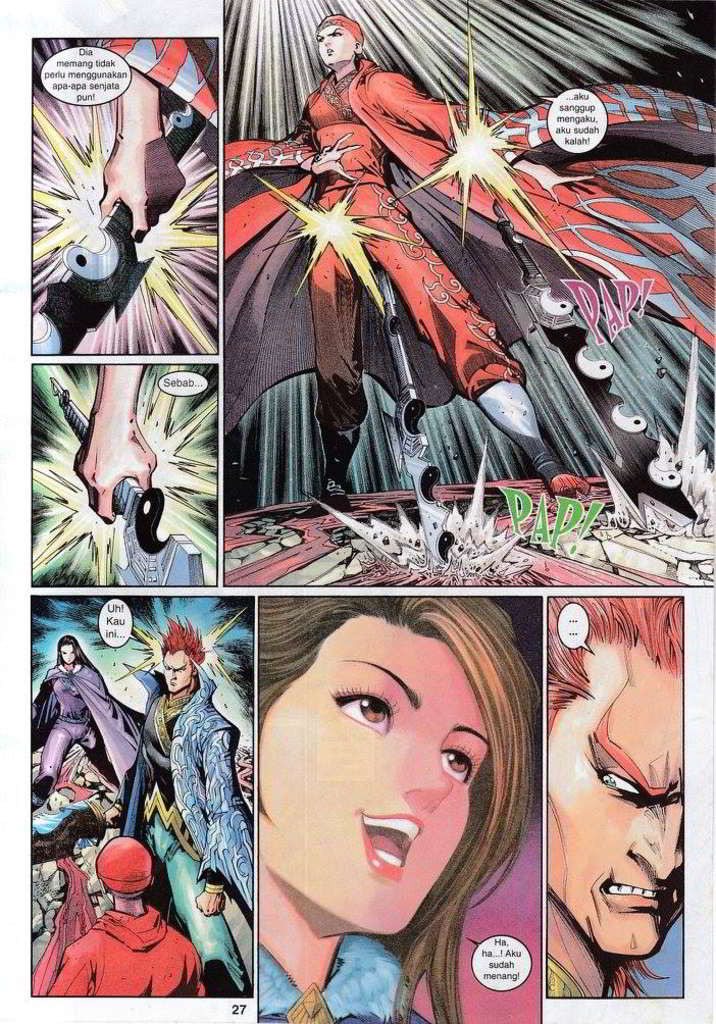 Dia
memang tidak
perlu menggunakan
apa-apa senjata
pun!
Sebab...
...aku
sanggup
mengaku,
aku sudah
kalah!
PAP!
PAP!
Uh!
Kau
ini...
Ha,
ha...! Aku
sudah
menang!
...
...
27